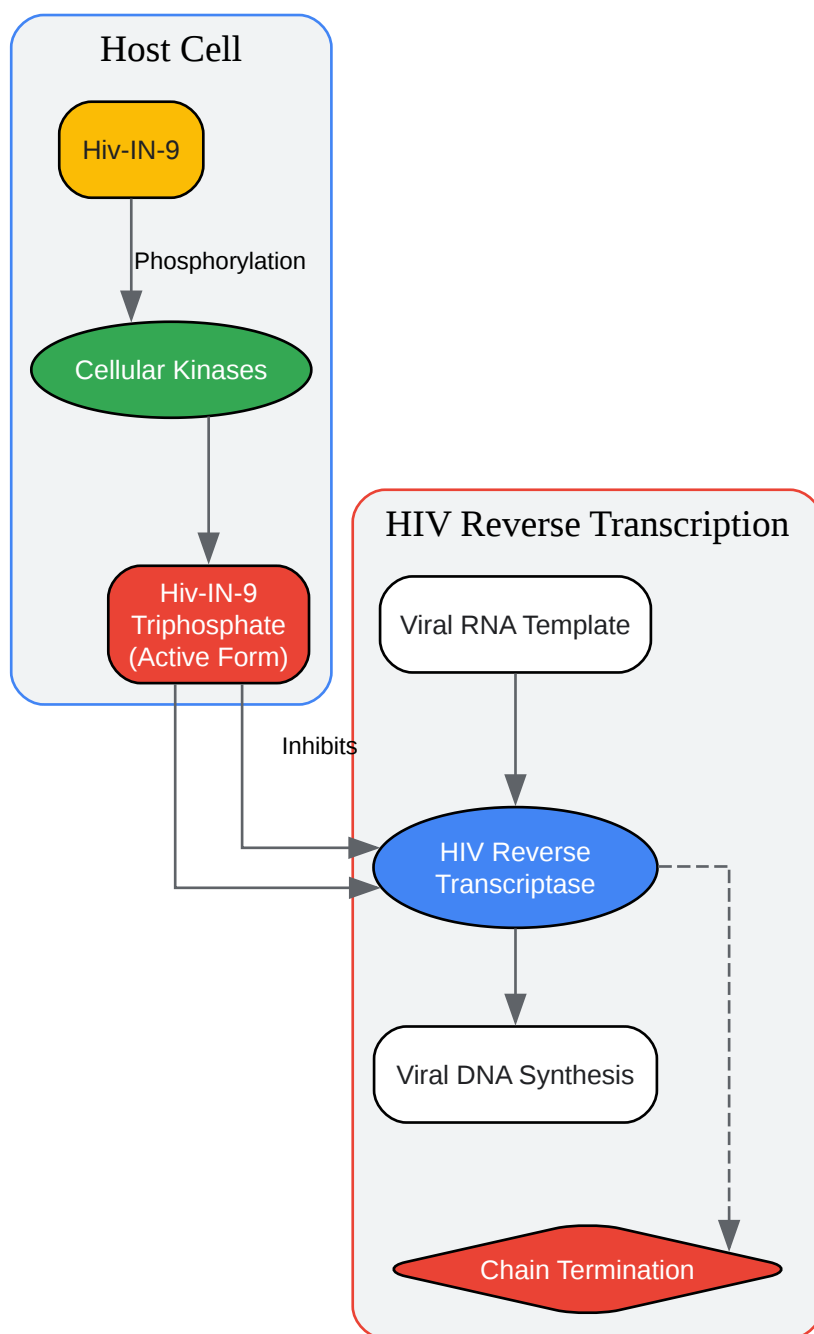 Host Cell
Hiv-IN-9
Phosphorylation
Cellular Kinases
Hiv-IN-9
Triphosphate
(Active Form)
Inhibits
HIV Reverse Transcription
Viral RNA Template
HIV Reverse
Transcriptase
Viral DNA Synthesis
Chain Termination